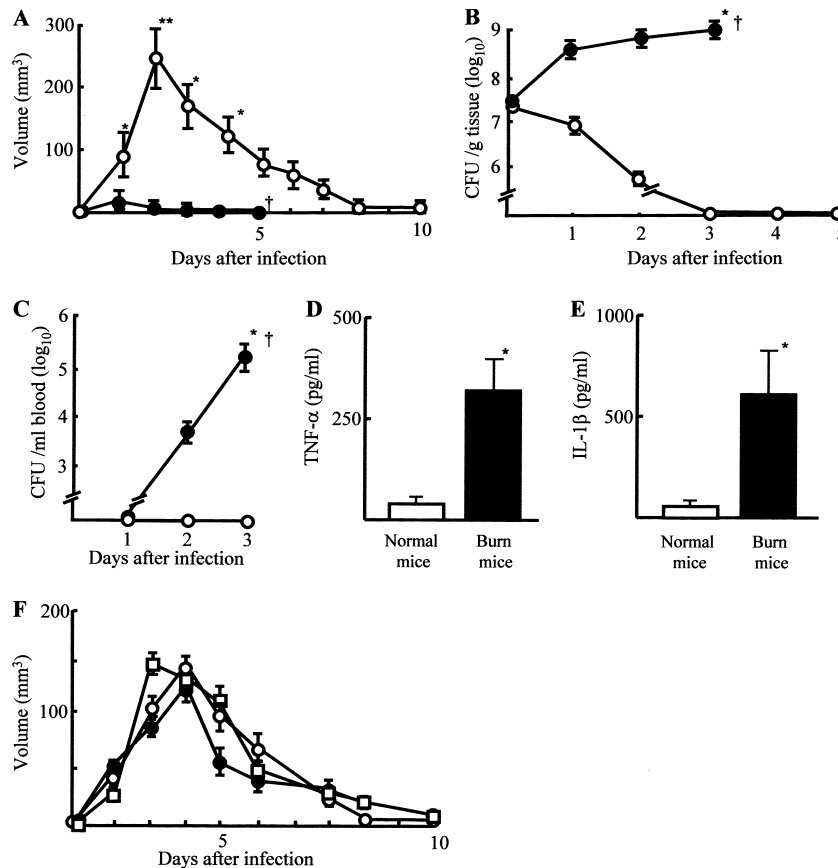 A
Volume (mm³)
300
200
100
**
*
*
*
†
5
10
Days after infection
B
CFU /g tissue (log₁₀)
9
8
7
6
* †
1 2 3 4 5
Days after infection
C
CFU /ml blood (log₁₀)
6
5
4
3
* †
1 2 3
Days after infection
D
TNF-α (pg/ml)
500
250
*
Normal mice
Burn mice
E
IL-1β (pg/ml)
1000
500
*
Normal mice
Burn mice
F
Volume (mm³)
200
100
5
10
Days after infection